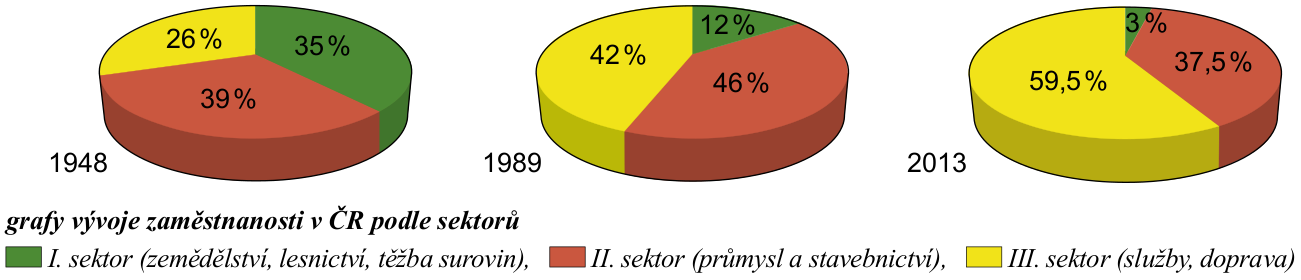 26 % 35 % 39 %
1948
42 % 12 % 46 %
1989
3 % 37,5 % 59,5 %
2013
grafy vývoje zaměstnanosti v ČR podle sektorů
I. sektor (zemědělství, lesnictví, těžba surovin), II. sektor (průmysl a stavebnictví), III. sektor (služby, doprava)